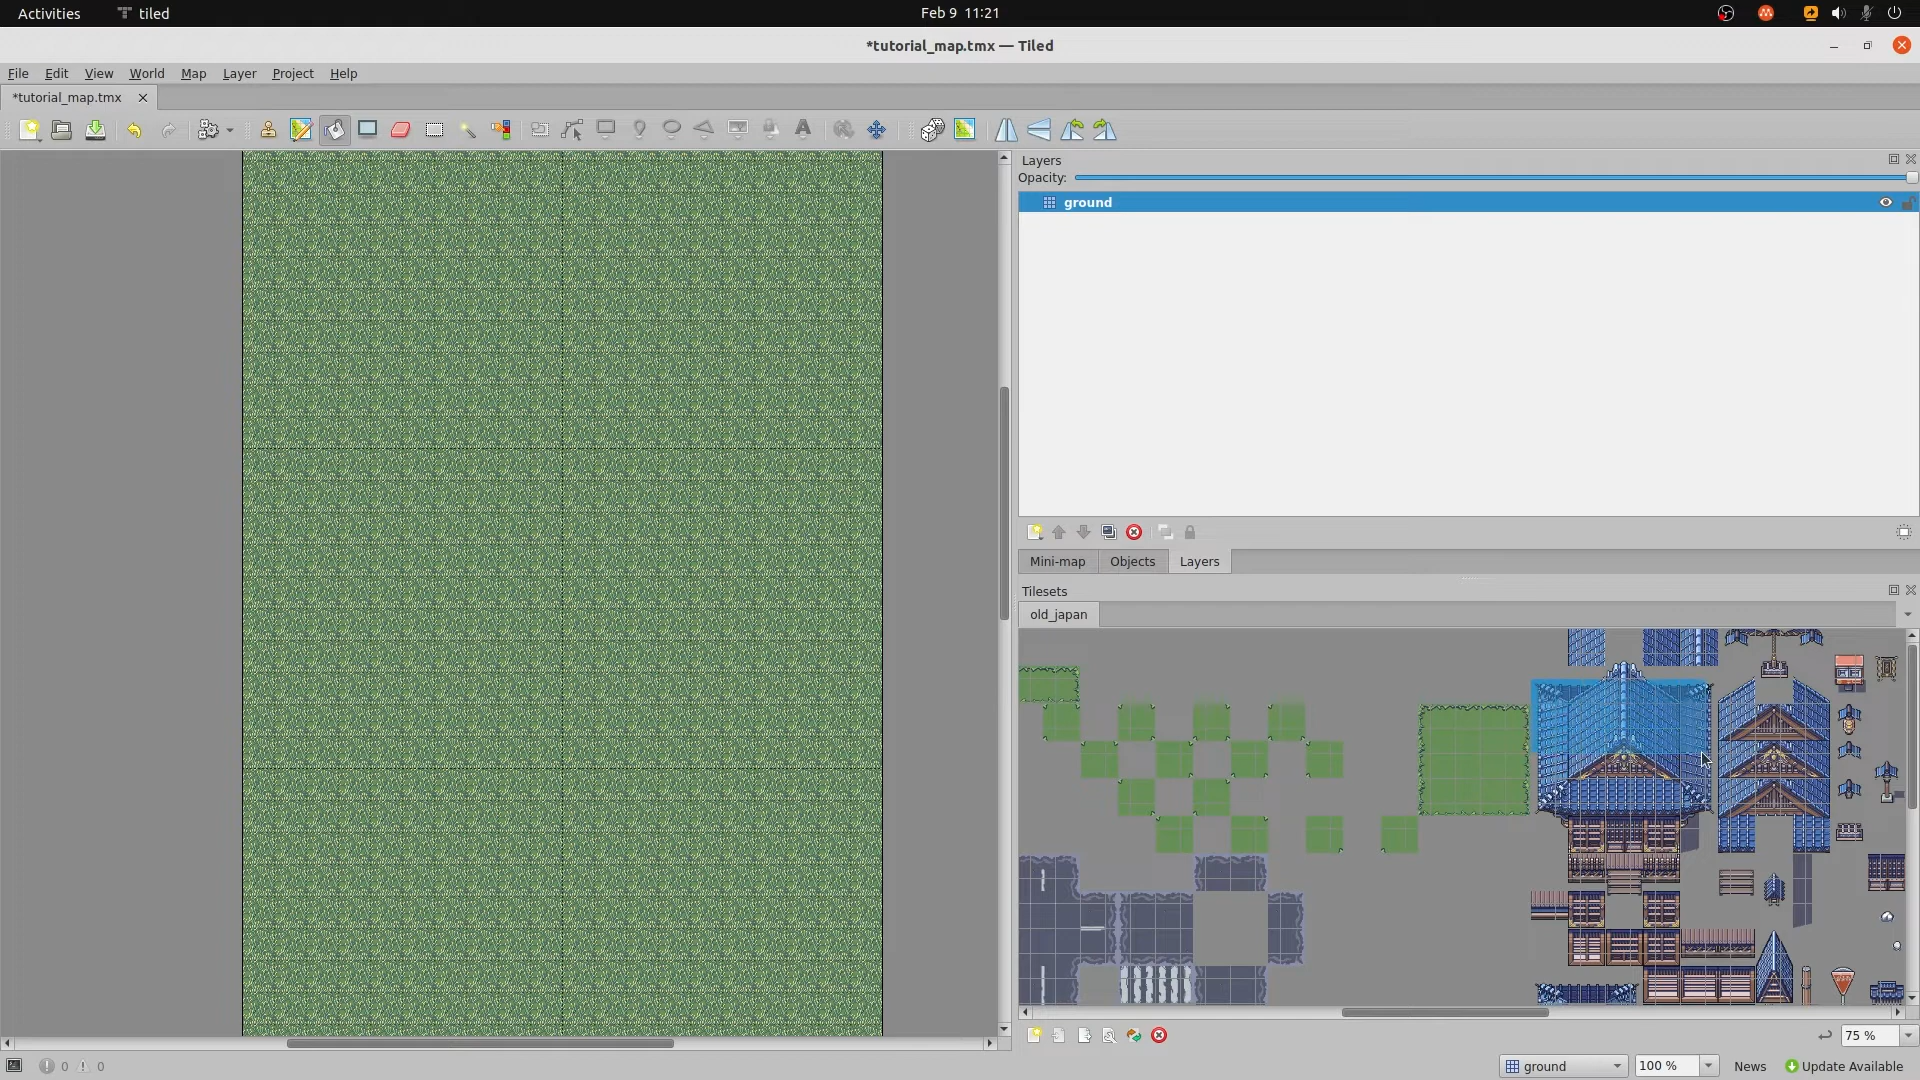 Activities tiled Feb 9 11:21
*tutorial_map.tmx — Tiled
File Edit View World Map Layer Project Help
*tutorial_map.tmx
Layers
Opacity:
ground
Mini-map Objects Layers
Tilesets
old_japan
75 %
0 0 ground 100 % News Update Available